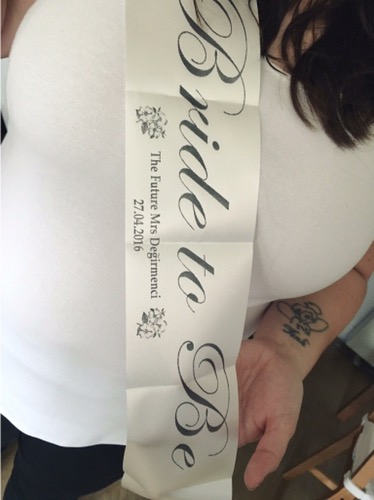 Bride to Be
The Future Mrs Değirmenci
27.04.2016